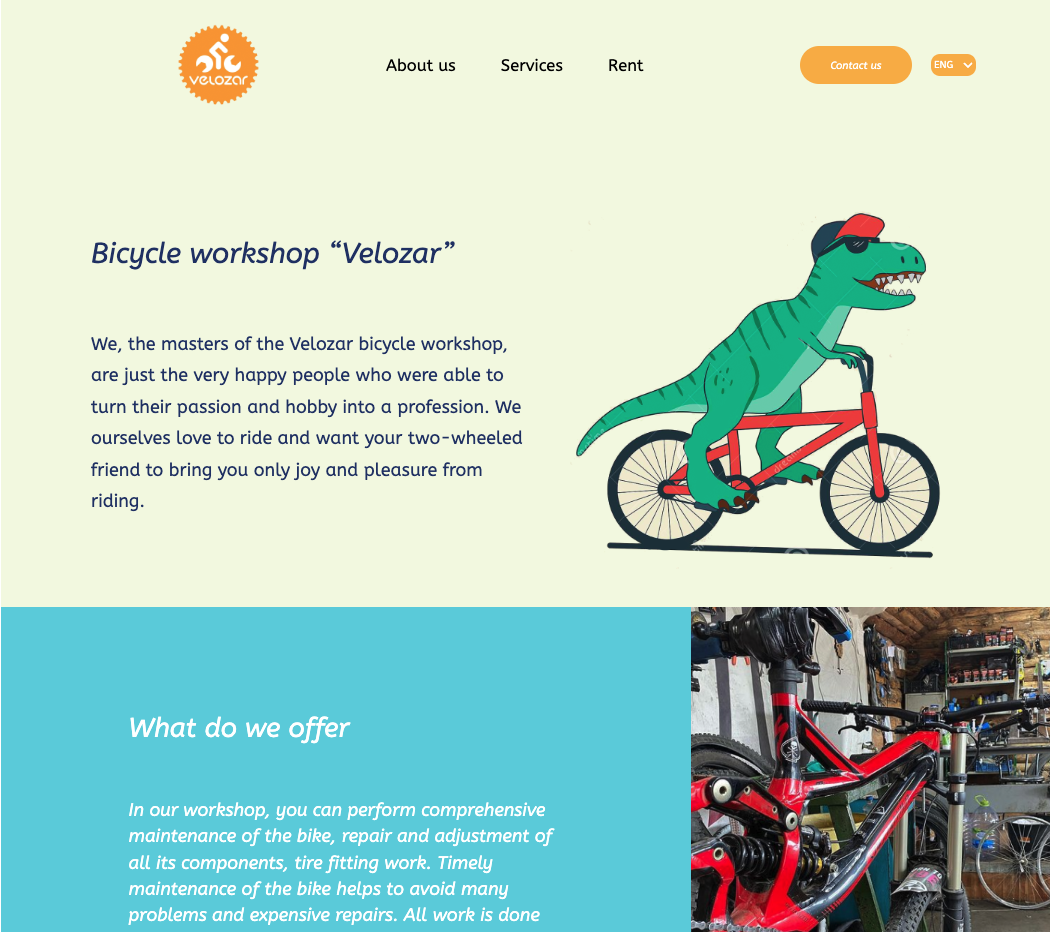 velozar
About us
Services
Rent
Contact us
ENG
Bicycle workshop “Velozar”
We, the masters of the Velozar bicycle workshop,
are just the very happy people who were able to
turn their passion and hobby into a profession. We
ourselves love to ride and want your two-wheeled
friend to bring you only joy and pleasure from
riding.
What do we offer
In our workshop, you can perform comprehensive
maintenance of the bike, repair and adjustment of
all its components, tire fitting work. Timely
maintenance of the bike helps to avoid many
problems and expensive repairs. All work is done